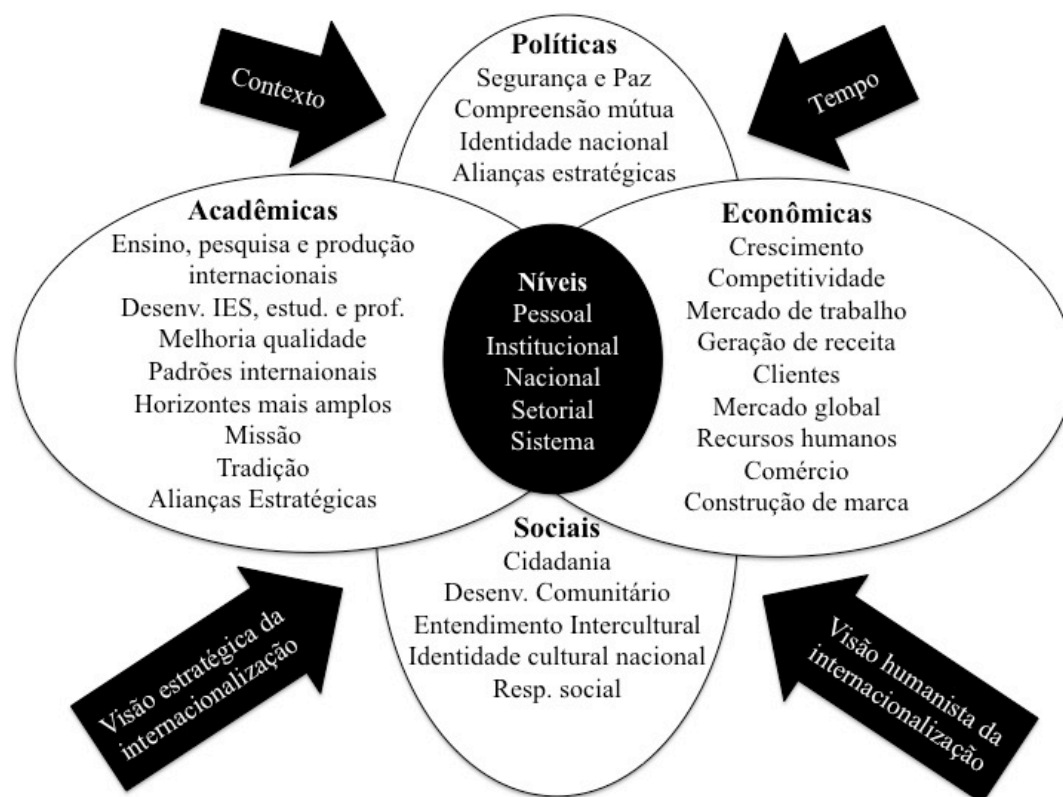 Contexto
Tempo
Políticas
Segurança e Paz
Compreensão mútua
Identidade nacional
Alianças estratégicas
Acadêmicas
Ensino, pesquisa e produção
internacionais
Desenv. IES, estud. e prof.
Melhoria qualidade
Padrões internaionais
Horizontes mais amplos
Missão
Tradição
Alianças Estratégicas
Níveis
Pessoal
Institucional
Nacional
Setorial
Sistema
Econômicas
Crescimento
Competitividade
Mercado de trabalho
Geração de receita
Clientes
Mercado global
Recursos humanos
Comércio
Construção de marca
Sociais
Cidadania
Desenv. Comunitário
Entendimento Intercultural
Identidade cultural nacional
Resp. social
Visão estratégica da
internacionalização
Visão humanista da
internacionalização